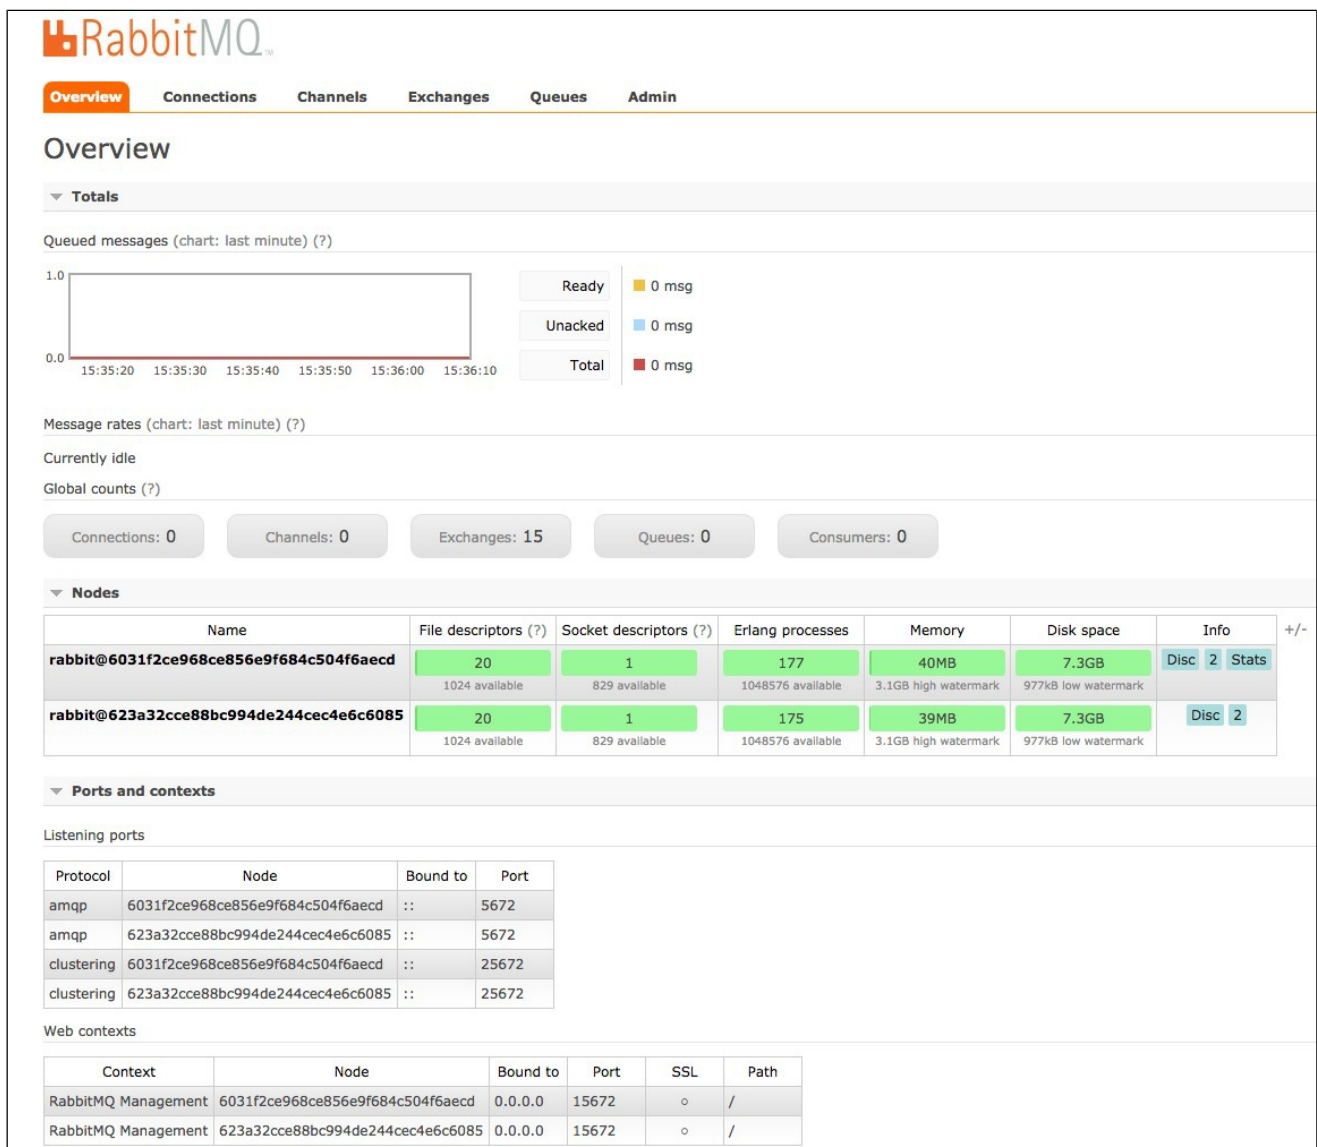 RabbitMQ™
Overview Connections Channels Exchanges Queues Admin
Overview
Totals
Queued messages (chart: last minute) (?)
1.0
0.0
15:35:20 15:35:30 15:35:40 15:35:50 15:36:00 15:36:10
Ready 0 msg
Unacked 0 msg
Total 0 msg
Message rates (chart: last minute) (?)
Currently idle
Global counts (?)
Connections: 0 Channels: 0 Exchanges: 15 Queues: 0 Consumers: 0
Nodes
Name File descriptors (?) Socket descriptors (?) Erlang processes Memory Disk space Info +/-
rabbit@6031f2ce968ce856e9f684c504f6aecd 20 1 177 40MB 7.3GB Disc 2 Stats
1024 available 829 available 1048576 available 3.1GB high watermark 977kB low watermark
rabbit@623a32cce88bc994de244cec4e6c6085 20 1 175 39MB 7.3GB Disc 2
1024 available 829 available 1048576 available 3.1GB high watermark 977kB low watermark
Ports and contexts
Listening ports
Protocol Node Bound to Port
amqp 6031f2ce968ce856e9f684c504f6aecd :: 5672
amqp 623a32cce88bc994de244cec4e6c6085 :: 5672
clustering 6031f2ce968ce856e9f684c504f6aecd :: 25672
clustering 623a32cce88bc994de244cec4e6c6085 :: 25672
Web contexts
Context Node Bound to Port SSL Path
RabbitMQ Management 6031f2ce968ce856e9f684c504f6aecd 0.0.0.0 15672 ○ /
RabbitMQ Management 623a32cce88bc994de244cec4e6c6085 0.0.0.0 15672 ○ /